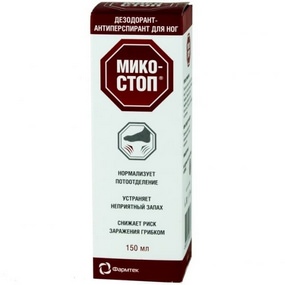 ДЕЗОДОРАНТ-
АНТИПЕРСПИРАНТ ДЛЯ НОГ
МИКО-
СТОП®
НОРМАЛИЗУЕТ
ПОТООТДЕЛЕНИЕ
УСТРАНЯЕТ
НЕПРИЯТНЫЙ ЗАПАХ
СНИЖАЕТ РИСК
ЗАРАЖЕНИЯ ГРИБКОМ
150 мл
Фармтек